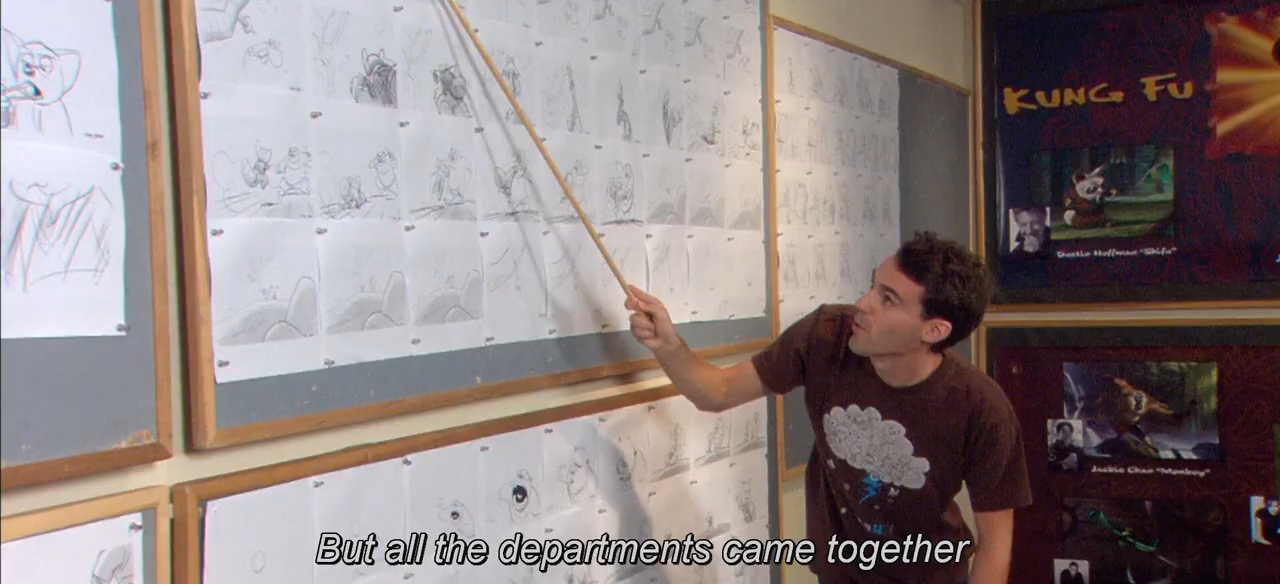 KUNG FU
Dustin Hoffman "Shifu"
Jackie Chan "Monkey"
But all the departments came together